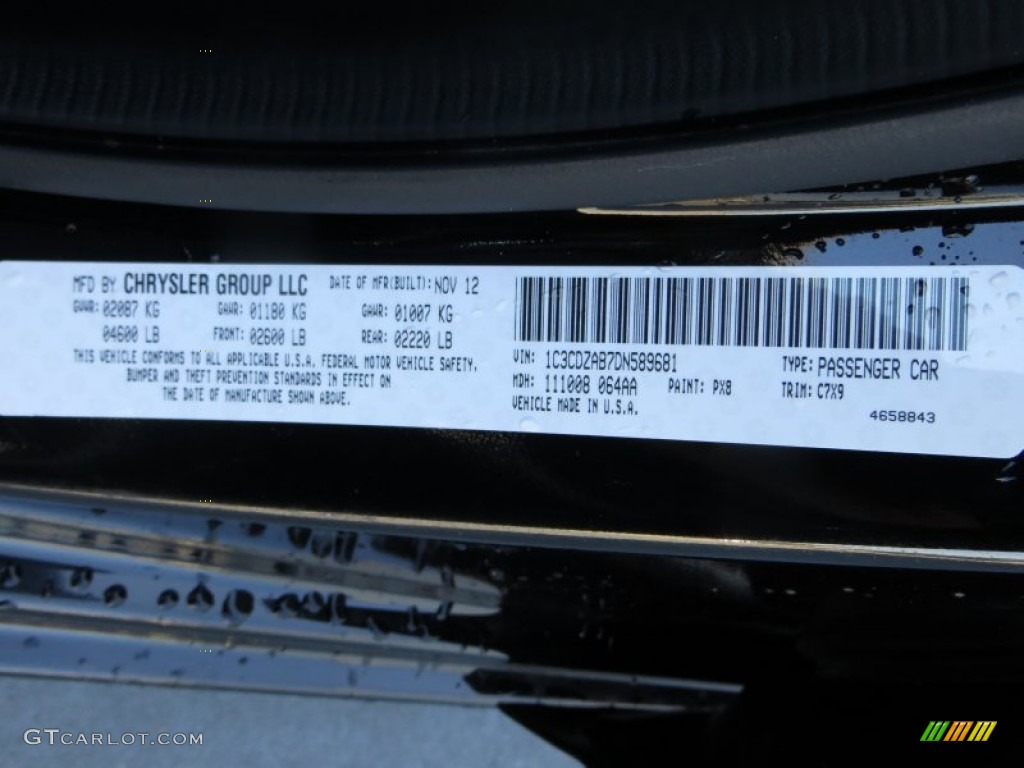 MFD BY CHRYSLER GROUP LLC DATE OF MFR(BUILT): NOV 12
GVWR: 02087 KG GAWR: 01180 KG GAWR: 01007 KG
04600 LB FRONT: 02600 LB REAR: 02220 LB
THIS VEHICLE CONFORMS TO ALL APPLICABLE U.S.A. FEDERAL MOTOR VEHICLE SAFETY,
BUMPER AND THEFT PREVENTION STANDARDS IN EFFECT ON
THE DATE OF MANUFACTURE SHOWN ABOVE.
VIN: 1C3CDZAB7DN589681 TYPE: PASSENGER CAR
MDH: 111008 064AA PAINT: PX8 TRIM: C7X9
VEHICLE MADE IN U.S.A.
4658843
GTCARLOT.COM